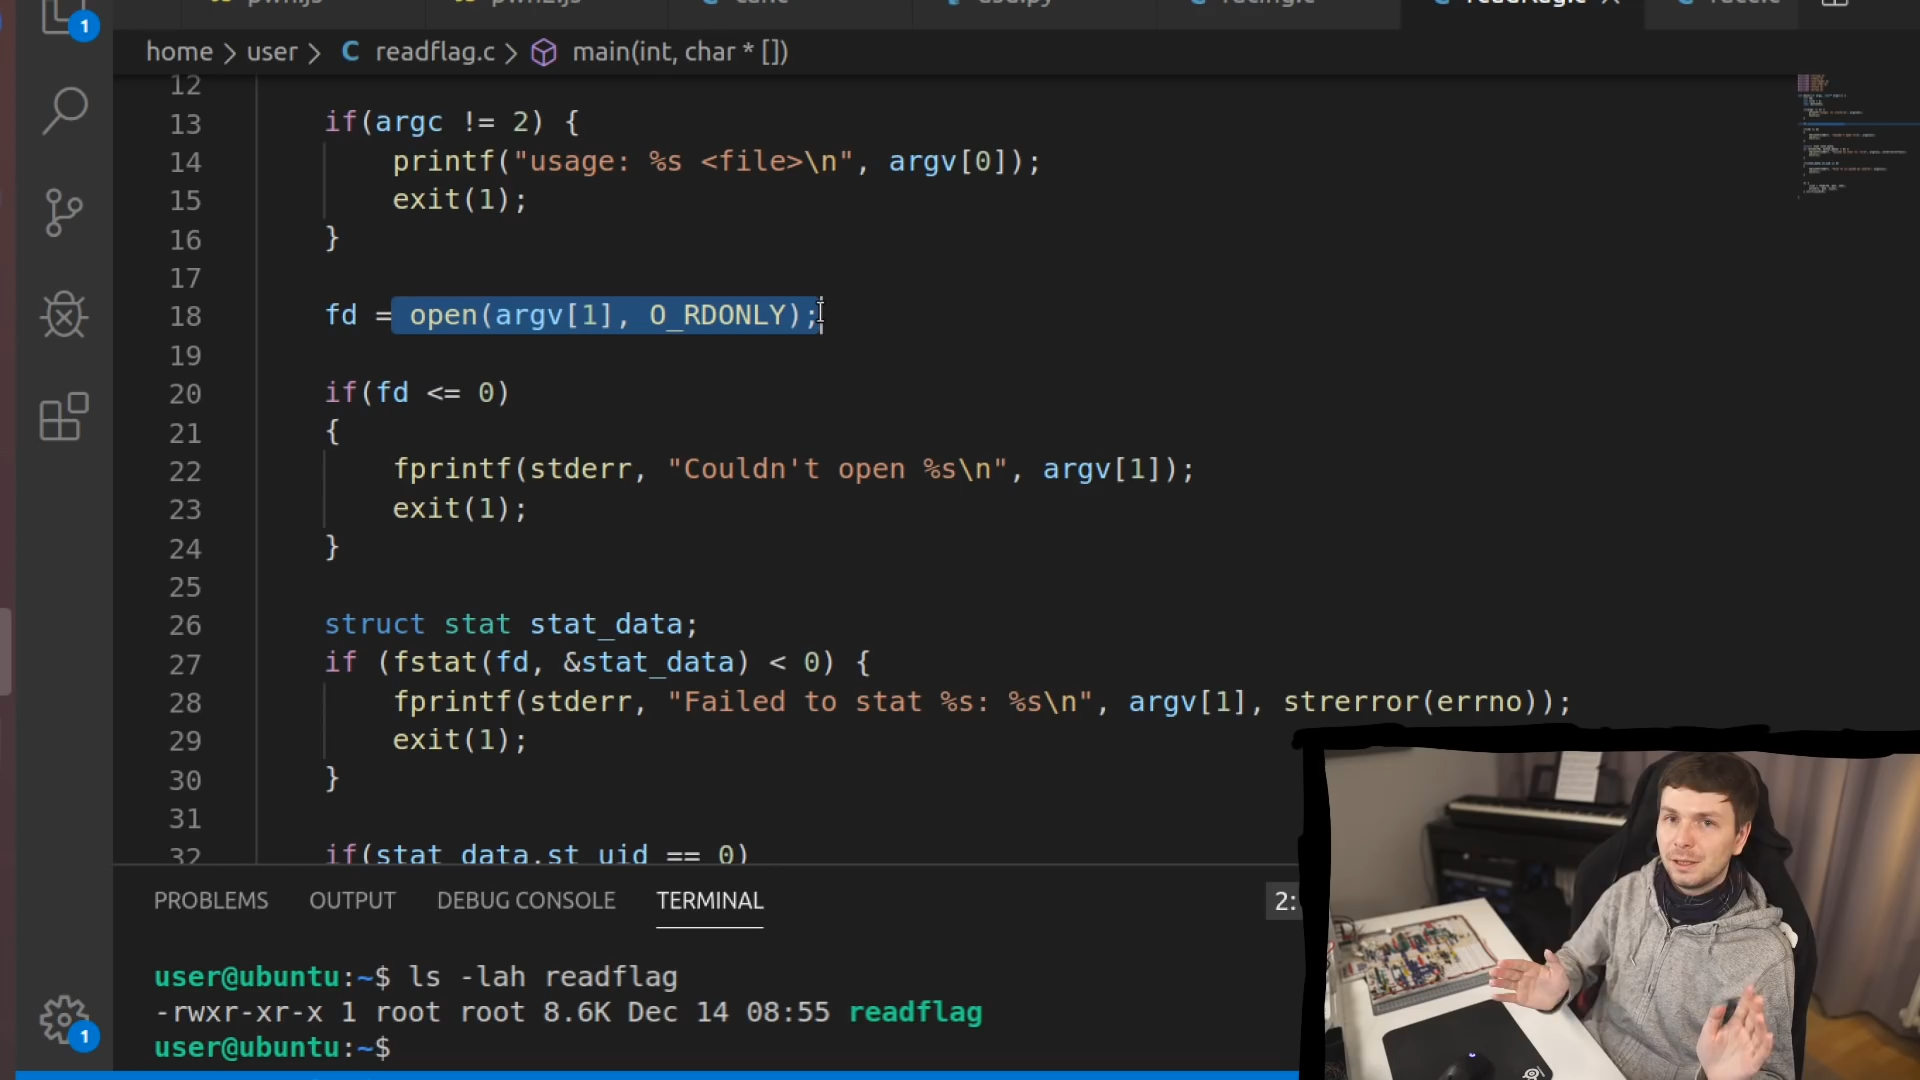 1
home > user > C readflag.c > main(int, char * [])
12
13 if(argc != 2) {
14 printf("usage: %s <file>\n", argv[0]);
15 exit(1);
16 }
17
18 fd = open(argv[1], O_RDONLY);
19
20 if(fd <= 0)
21 {
22 fprintf(stderr, "Couldn't open %s\n", argv[1]);
23 exit(1);
24 }
25
26 struct stat stat_data;
27 if (fstat(fd, &stat_data) < 0) {
28 fprintf(stderr, "Failed to stat %s: %s\n", argv[1], strerror(errno));
29 exit(1);
30 }
31
32 if(stat_data.st_uid == 0)
PROBLEMS OUTPUT DEBUG CONSOLE TERMINAL 2:
user@ubuntu:~$ ls -lah readflag
-rwxr-xr-x 1 root root 8.6K Dec 14 08:55 readflag
1
user@ubuntu:~$